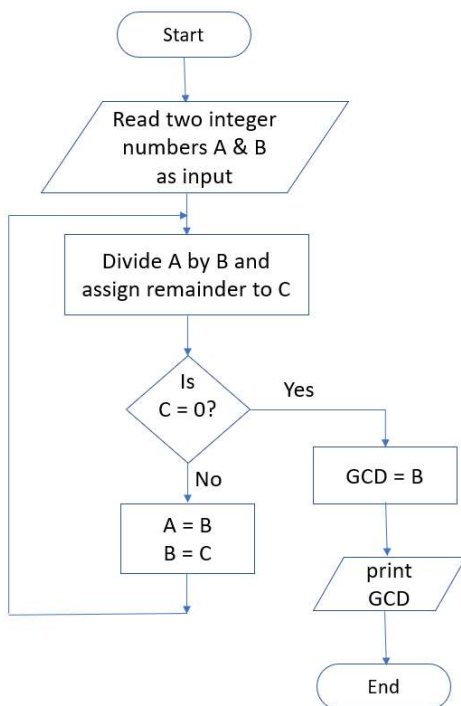 Start
Read two integer
numbers A & B
as input
Divide A by B and
assign remainder to C
Is
C = 0?
Yes
No
GCD = B
A = B
B = C
print
GCD
End